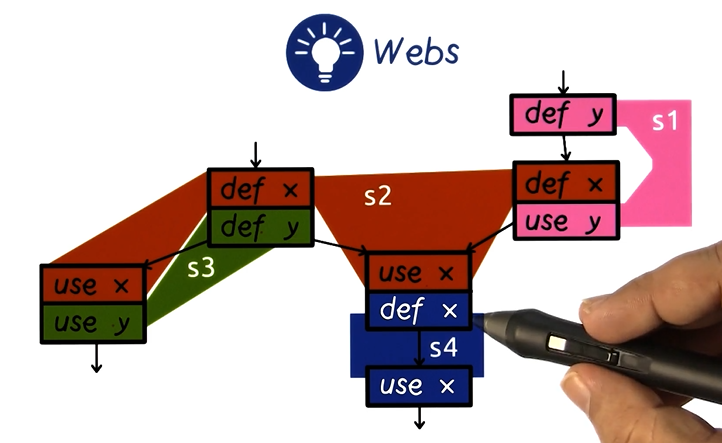 Webs
def y
s1
def x
use y
def x
def y
s2
s3
use x
use y
use x
def x
s4
use x